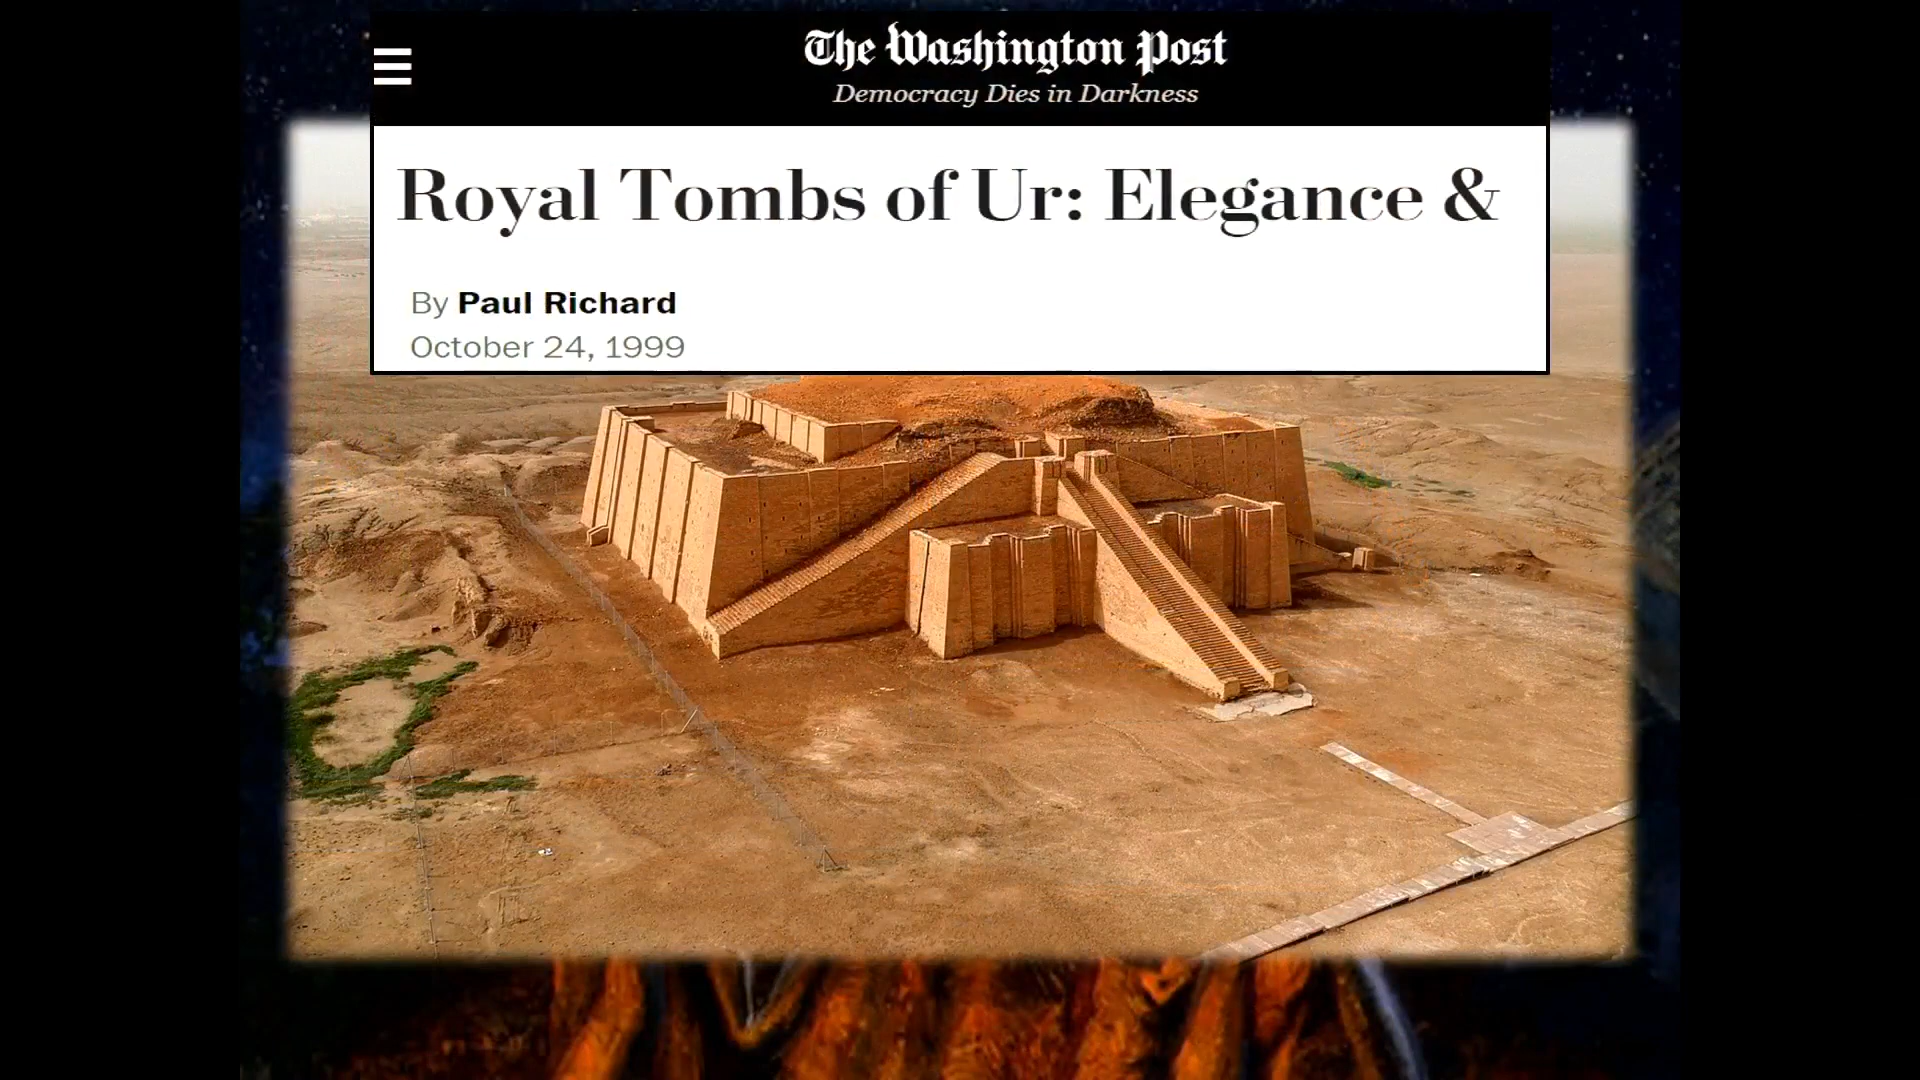 The Washington Post
Democracy Dies in Darkness
Royal Tombs of Ur: Elegance &
By Paul Richard
October 24, 1999